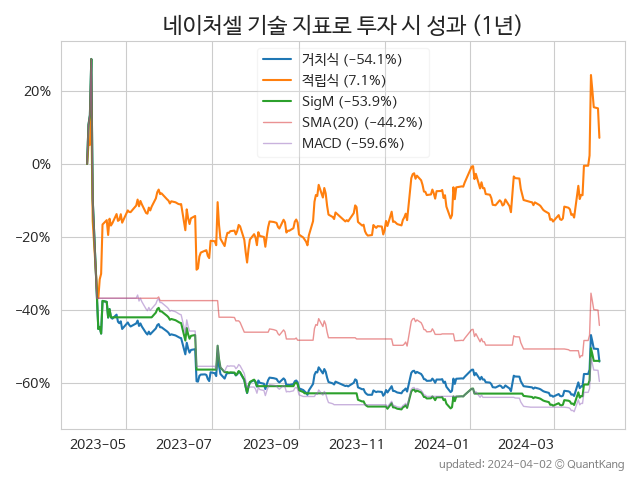 네이처셀 기술 지표로 투자 시 성과 (1년)
거치식 (−54.1%)
적립식 (7.1%)
SigM (−53.9%)
SMA(20) (−44.2%)
MACD (−59.6%)
20%
0%
−20%
−40%
−60%
2023-05
2023-07
2023-09
2023-11
2024-01
2024-03
updated: 2024-04-02 © QuantKang